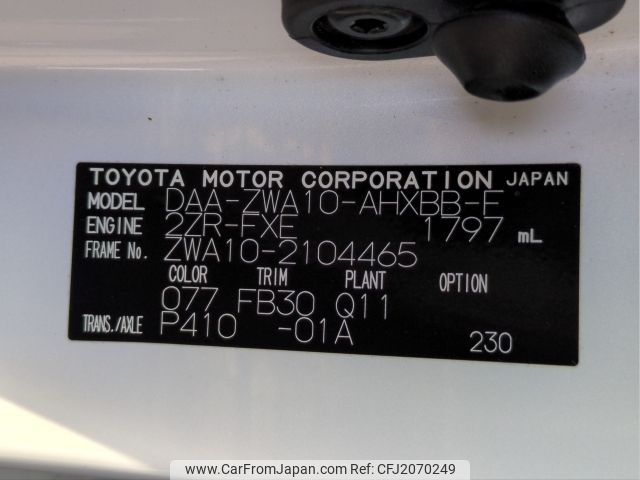 TOYOTA MOTOR CORPORATION JAPAN
MODEL DAA-ZWA10-AHXBB-F
ENGINE 2ZR-FXE 1797 mL
FRAME No. ZWA10-2104465
COLOR TRIM PLANT OPTION
077 FB30 Q11
TRANS./AXLE P410 -01A 230
www.CarFromJapan.com - CFJ2070249